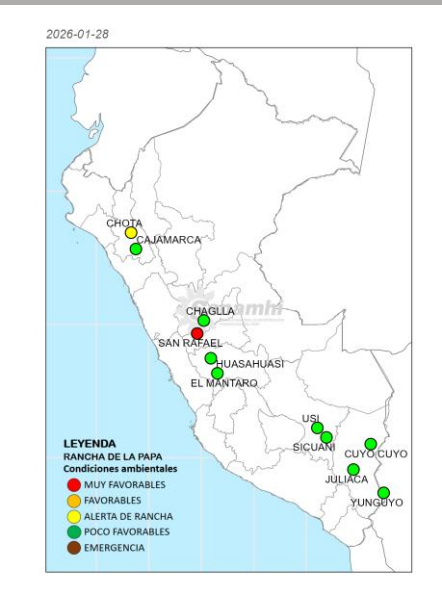 2026-01-28
CHOTA
CAJAMARCA
CHAGLLA
SAN RAFAEL
HUASAHUASI
EL MANTARO
USI
SICUANI
CUYO CUYO
JULIACA
YUNGUYO
LEYENDA
RANCHA DE LA PAPA
Condiciones ambientales
MUY FAVORABLES
FAVORABLES
ALERTA DE RANCHA
POCO FAVORABLES
EMERGENCIA